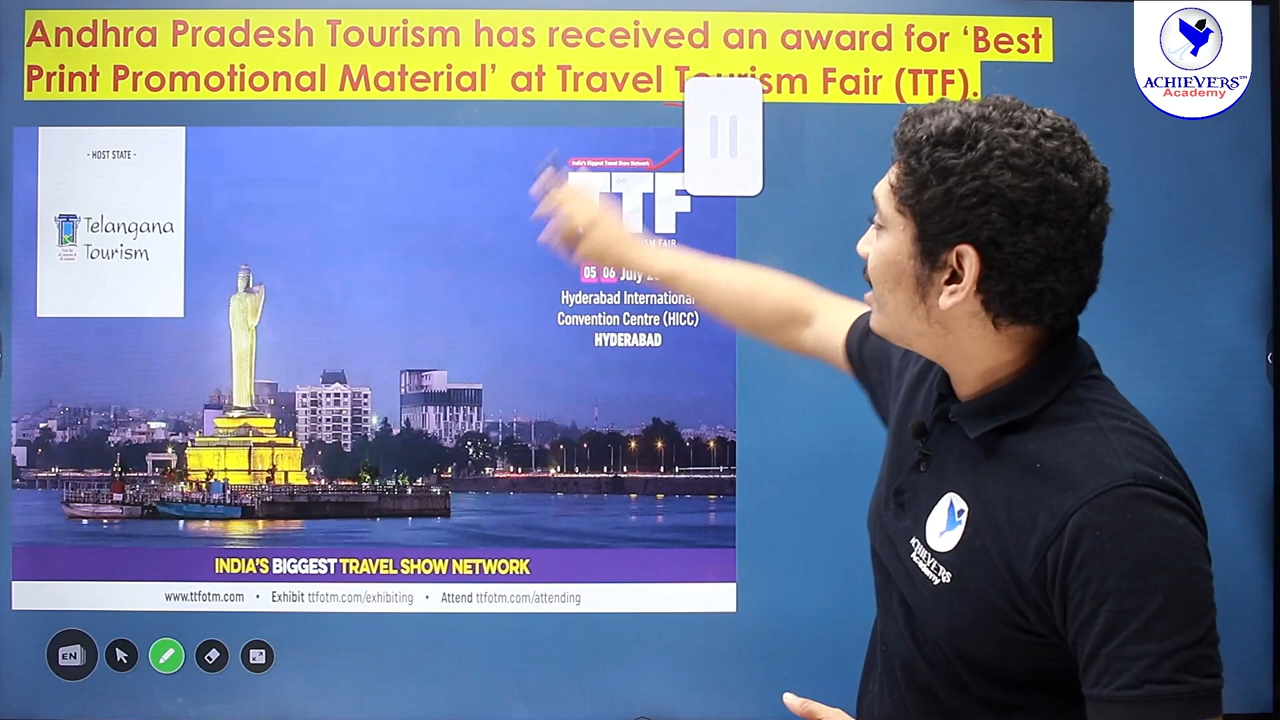 Andhra Pradesh Tourism has received an award for ‘Best
Print Promotional Material’ at Travel Tourism Fair (TTF).
ACHIEVERS™
Academy
- HOST STATE -
Telangana
Tourism
India's Biggest Travel Show Network
TTF
05 06 July
Hyderabad International
Convention Centre (HICC)
HYDERABAD
INDIA'S BIGGEST TRAVEL SHOW NETWORK
www.ttfotm.com • Exhibit ttfotm.com/exhibiting • Attend ttfotm.com/attending
EN
ACHIEVERS
Academy